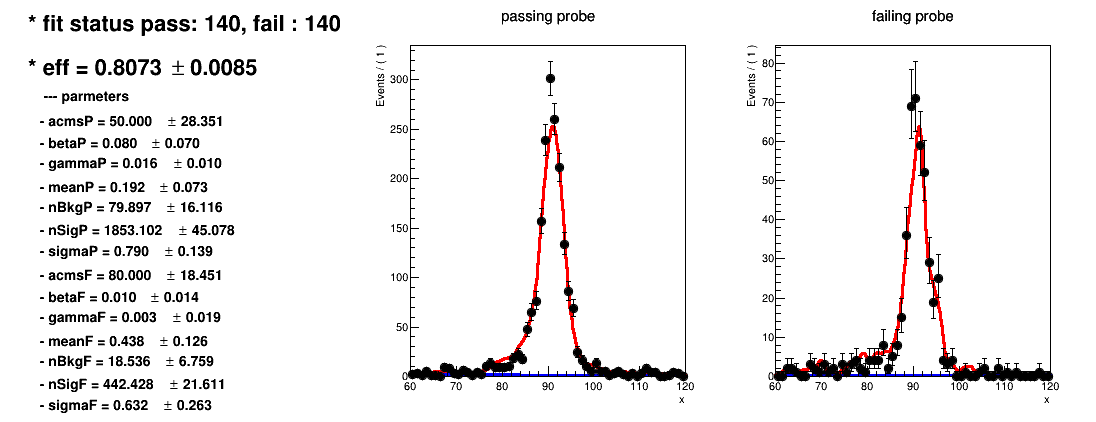 * fit status pass: 140, fail : 140
* eff = 0.8073 ± 0.0085
--- parmeters
- acmsP = 50.000 ± 28.351
- betaP = 0.080 ± 0.070
- gammaP = 0.016 ± 0.010
- meanP = 0.192 ± 0.073
- nBkgP = 79.897 ± 16.116
- nSigP = 1853.102 ± 45.078
- sigmaP = 0.790 ± 0.139
- acmsF = 80.000 ± 18.451
- betaF = 0.010 ± 0.014
- gammaF = 0.003 ± 0.019
- meanF = 0.438 ± 0.126
- nBkgF = 18.536 ± 6.759
- nSigF = 442.428 ± 21.611
- sigmaF = 0.632 ± 0.263
passing probe
Events / ( 1 )
300
250
200
150
100
50
0
60 70 80 90 100 110 120
x
failing probe
Events / ( 1 )
80
70
60
50
40
30
20
10
0
60 70 80 90 100 110 120
x